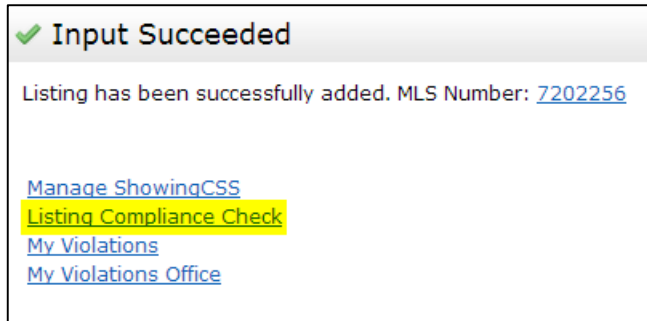 Input Succeeded
Listing has been successfully added. MLS Number: 7202256
Manage ShowingCSS
Listing Compliance Check
My Violations
My Violations Office